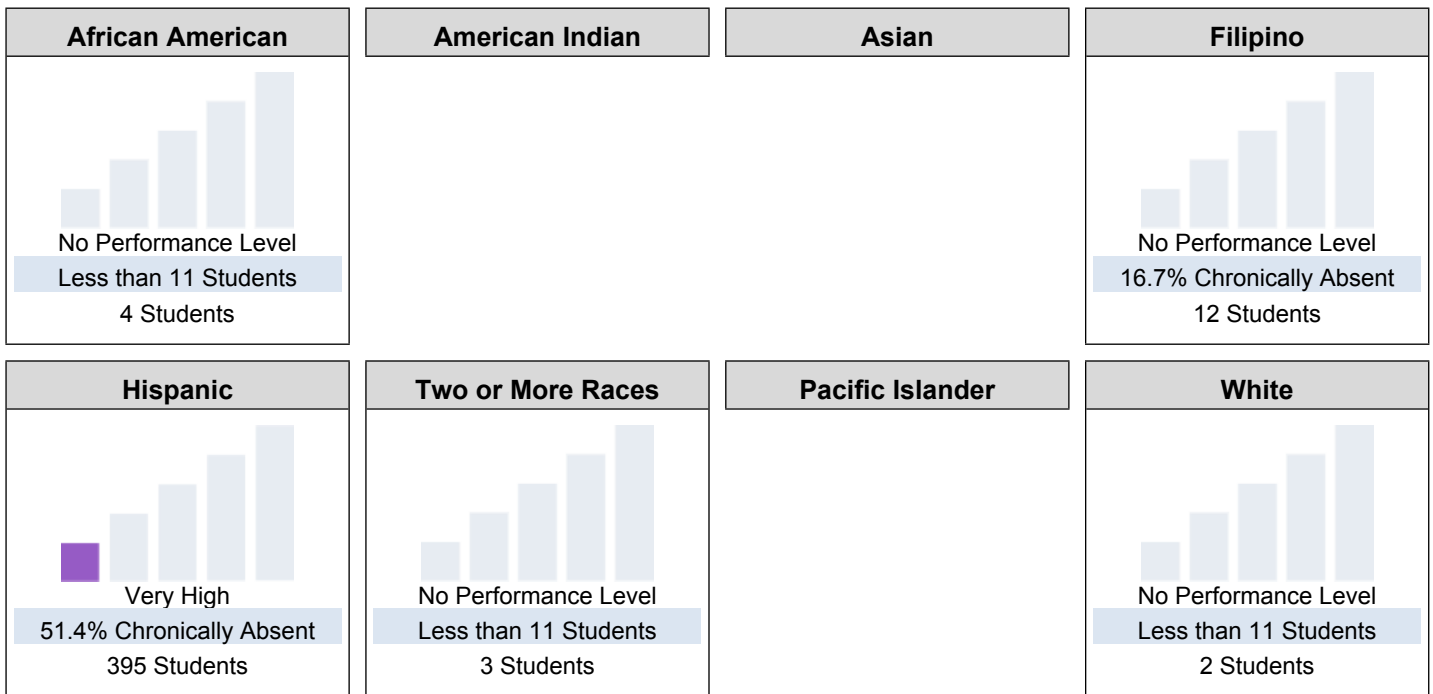 African American
No Performance Level
Less than 11 Students
4 Students
American Indian
Asian
Filipino
No Performance Level
16.7% Chronically Absent
12 Students
Hispanic
Very High
51.4% Chronically Absent
395 Students
Two or More Races
No Performance Level
Less than 11 Students
3 Students
Pacific Islander
White
No Performance Level
Less than 11 Students
2 Students